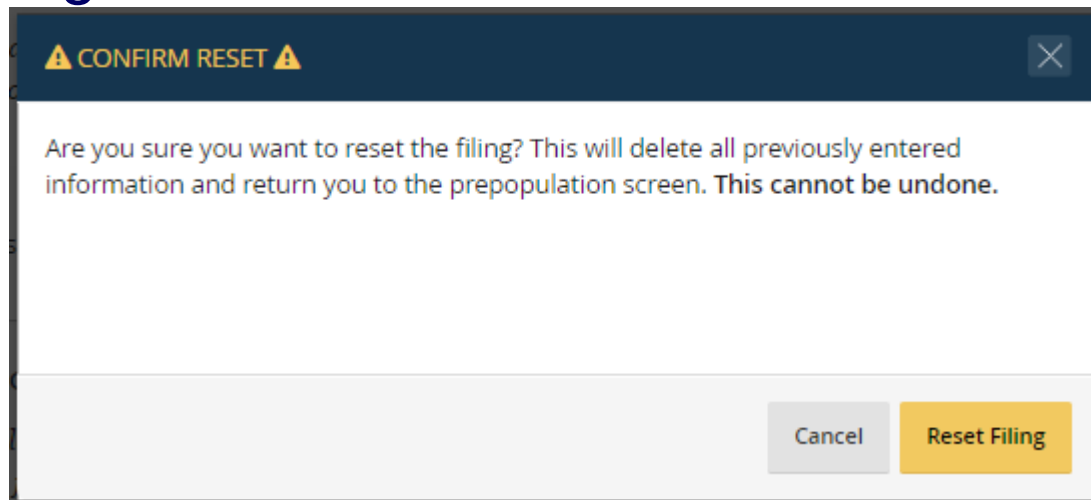 CONFIRM RESET
Are you sure you want to reset the filing? This will delete all previously entered
information and return you to the prepopulation screen. This cannot be undone.
Cancel
Reset Filing